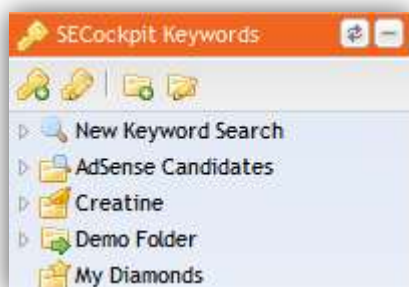 SECockpit Keywords
New Keyword Search
AdSense Candidates
Creatine
Demo Folder
My Diamonds